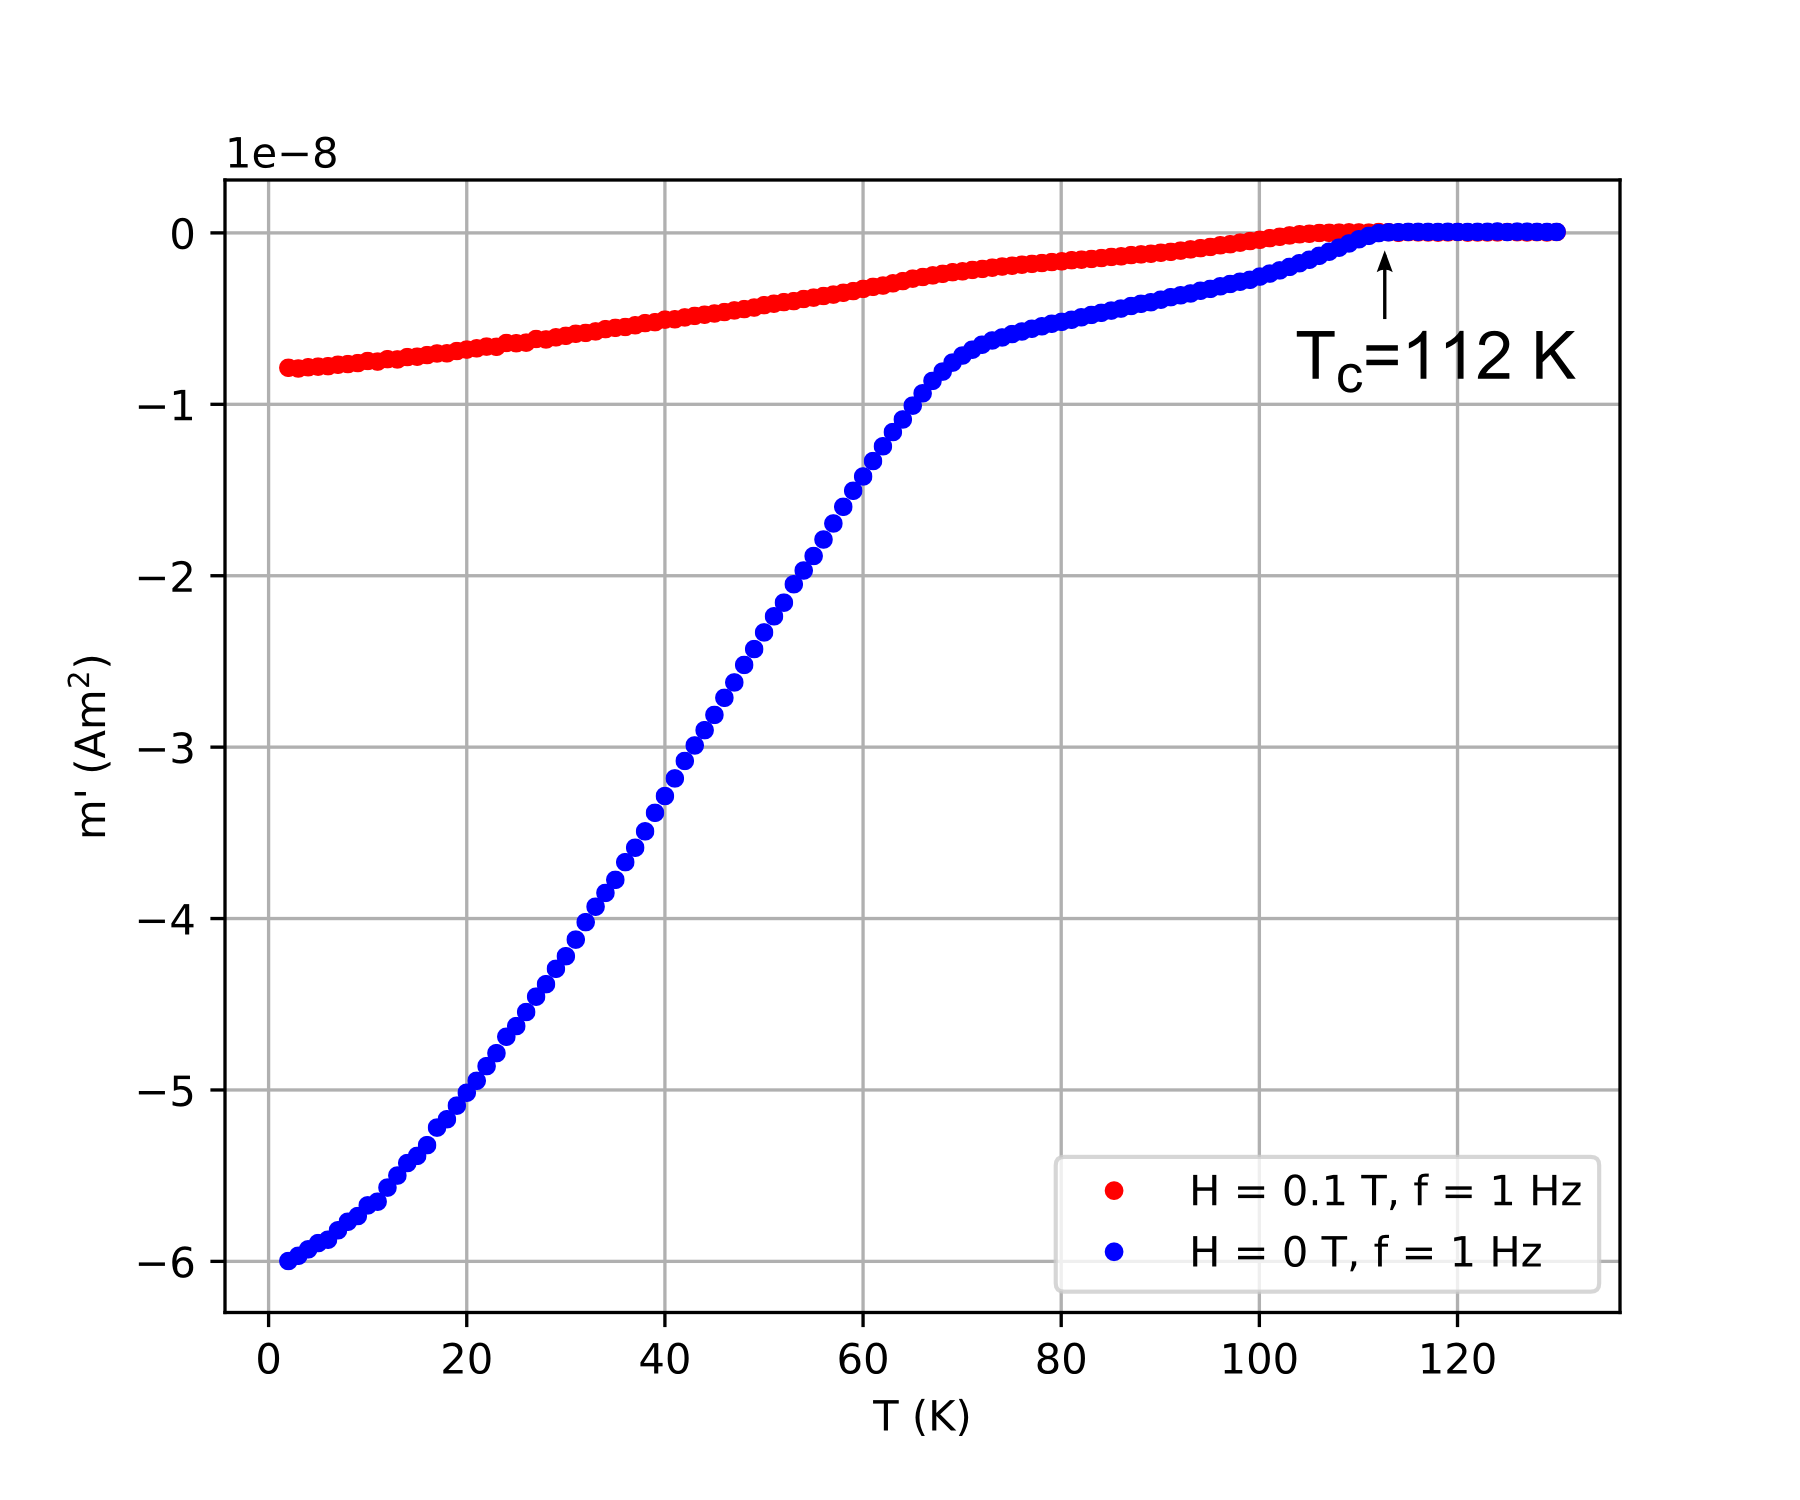 1e−8
0
−1
−2
−3
−4
−5
−6
m' (Am²)
T_c=112 K
H = 0.1 T, f = 1 Hz
H = 0 T, f = 1 Hz
0 20 40 60 80 100 120
T (K)